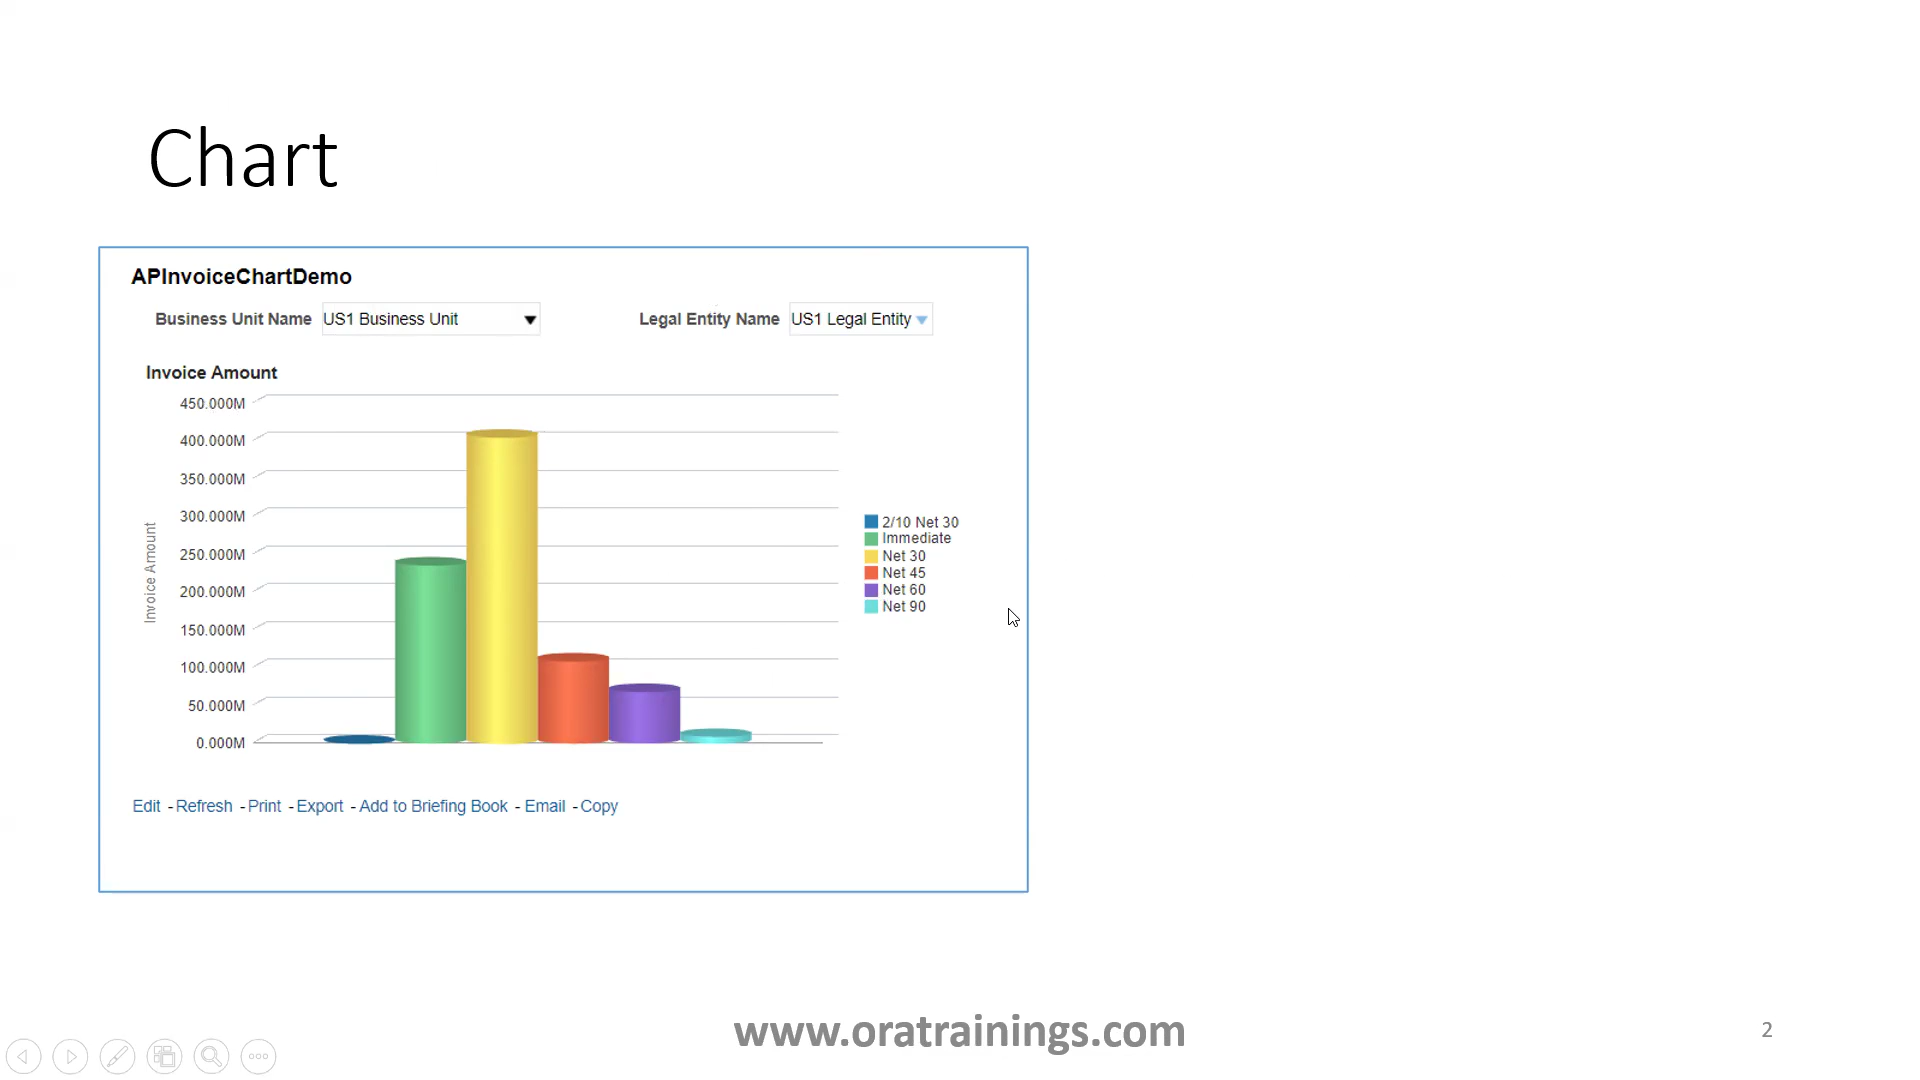 Chart
APInvoiceChartDemo
Business Unit Name US1 Business Unit Legal Entity Name US1 Legal Entity
Invoice Amount
450.000M
400.000M
350.000M
300.000M
250.000M
200.000M
150.000M
100.000M
50.000M
0.000M
Invoice Amount
2/10 Net 30
Immediate
Net 30
Net 45
Net 60
Net 90
Edit - Refresh - Print - Export - Add to Briefing Book - Email - Copy
www.oratrainings.com
2